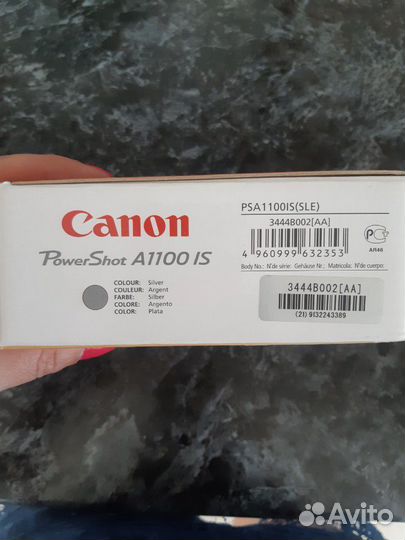 Canon
PowerShot A1100 IS
COLOUR: Silver
COULEUR: Argent
FARBE: Silber
COLORE: Argento
COLOR: Plata
PSA1100IS(SLE)
3444B002[AA]
4 960999 632353
AR46
Body No.: N°de série: Gehäuse Nr.: Matricola: N°de cuerpo:
3444B002[AA]
(21) 9132243389
Avito